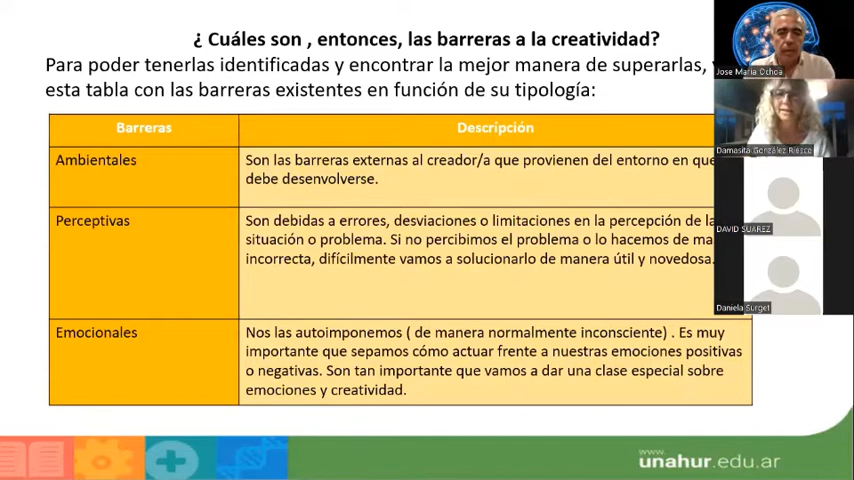 ¿ Cuáles son , entonces, las barreras a la creatividad?
Para poder tenerlas identificadas y encontrar la mejor manera de superarlas,
esta tabla con las barreras existentes en función de su tipología:
Barreras
Descripción
Ambientales
Son las barreras externas al creador/a que provienen del entorno en que
debe desenvolverse.
Perceptivas
Son debidas a errores, desviaciones o limitaciones en la percepción de la
situación o problema. Si no percibimos el problema o lo hacemos de
incorrecta, difícilmente vamos a solucionarlo de manera útil y novedosa.
Emocionales
Nos las autoimponemos ( de manera normalmente inconsciente) . Es muy
importante que sepamos cómo actuar frente a nuestras emociones positivas
o negativas. Son tan importante que vamos a dar una clase especial sobre
emociones y creatividad.
Jose Maria Ochoa
Damasita González Riesco
DAVID SUAREZ
Daniela Surget
www.
unahur.edu.ar